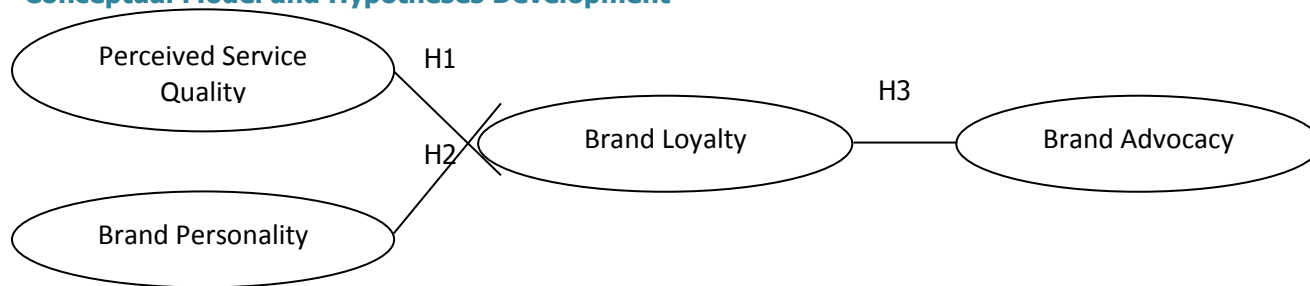 Conceptual Model and Hypotheses Development
Perceived Service
Quality
H1
H2
Brand Personality
Brand Loyalty
H3
Brand Advocacy